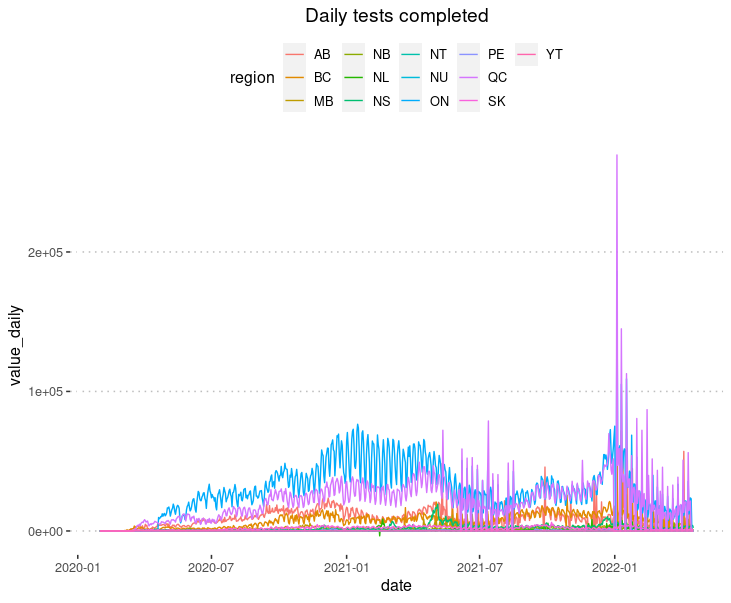 Daily tests completed
region
AB NB NT PE YT
BC NL NU QC
MB NS ON SK
value_daily
2e+05
1e+05
0e+00
2020-01 2020-07 2021-01 2021-07 2022-01
date